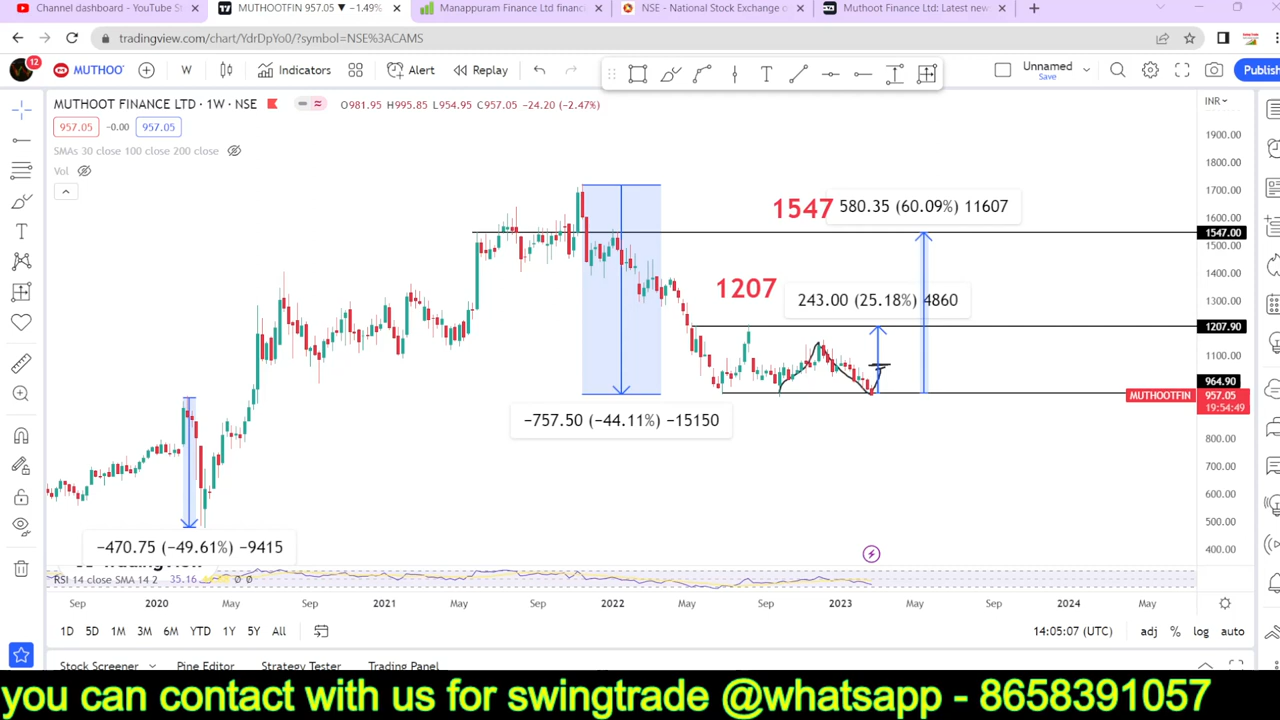 Channel dashboard - YouTube S
MUTHOOTFIN 957.05 ▼ −1.49%
Manappuram Finance Ltd financ
NSE - National Stock Exchange o
Muthoot Finance Ltd: Latest new
tradingview.com/chart/YdrDpYo0/?symbol=NSE%3ACAMS
12
MUTHOO
W
Indicators
Alert
Replay
T
Unnamed
Save
Publish
MUTHOOT FINANCE LTD · 1W · NSE
O981.95 H995.85 L954.95 C957.05 −24.20 (−2.47%)
INR
957.05 −0.00 957.05
SMAs 30 close 100 close 200 close
Vol
1900.00
1800.00
1700.00
1547 580.35 (60.09%) 11607
1600.00
1547.00
1500.00
1400.00
1207
243.00 (25.18%) 4860
1300.00
1207.90
1100.00
964.90
MUTHOOTFIN 957.05
19:54:49
−757.50 (−44.11%) −15150
800.00
700.00
600.00
500.00
−470.75 (−49.61%) −9415
400.00
RSI 14 close SMA 14 2 35.16 Ø Ø
Sep 2020 May Sep 2021 May Sep 2022 May Sep 2023 May Sep 2024 May
1D 5D 1M 3M 6M YTD 1Y 5Y All
14:05:07 (UTC) adj % log auto
Stock Screener Pine Editor Strategy Tester Trading Panel
you can contact with us for swingtrade @whatsapp - 8658391057